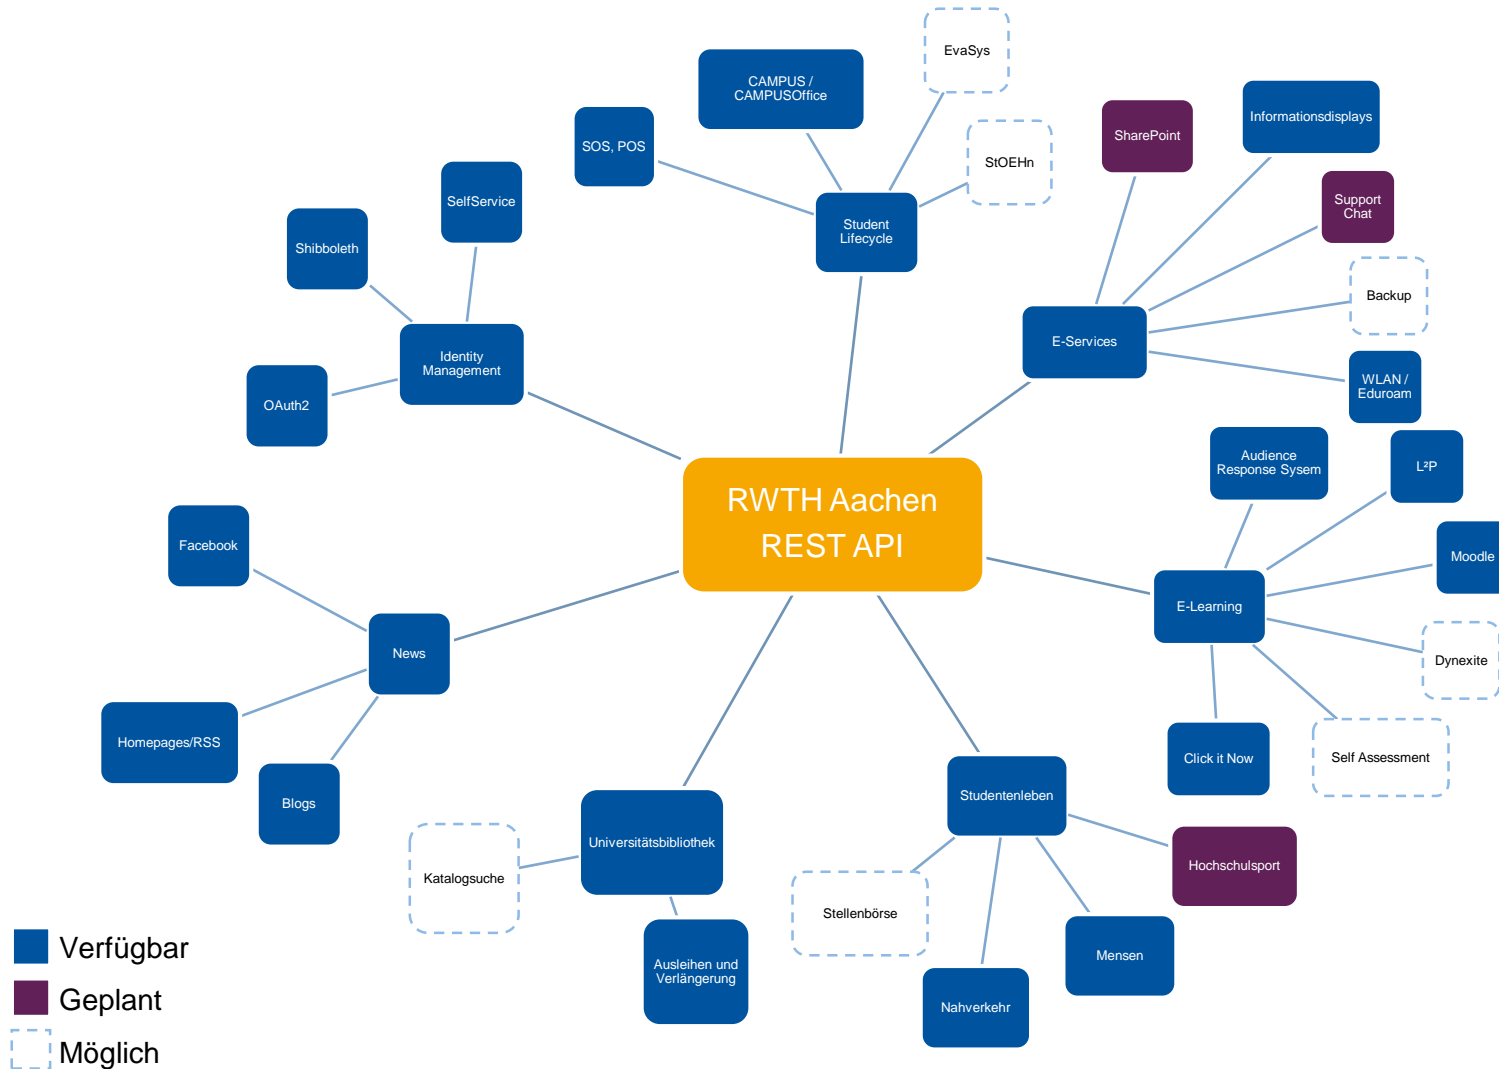 EvaSys
CAMPUS /
CAMPUSOffice
SOS, POS
StOEHn
Student
Lifecycle
SelfService
Shibboleth
OAuth2
Identity
Management
SharePoint
Informationsdisplays
Support
Chat
Backup
E-Services
WLAN /
Eduroam
RWTH Aachen
REST API
Audience
Response Sysem
L²P
Moodle
E-Learning
Dynexite
Self Assessment
Click it Now
Facebook
News
Homepages/RSS
Blogs
Universitätsbibliothek
Katalogsuche
Ausleihen und
Verlängerung
Studentenleben
Hochschulsport
Stellenbörse
Mensen
Nahverkehr
Verfügbar
Geplant
Möglich